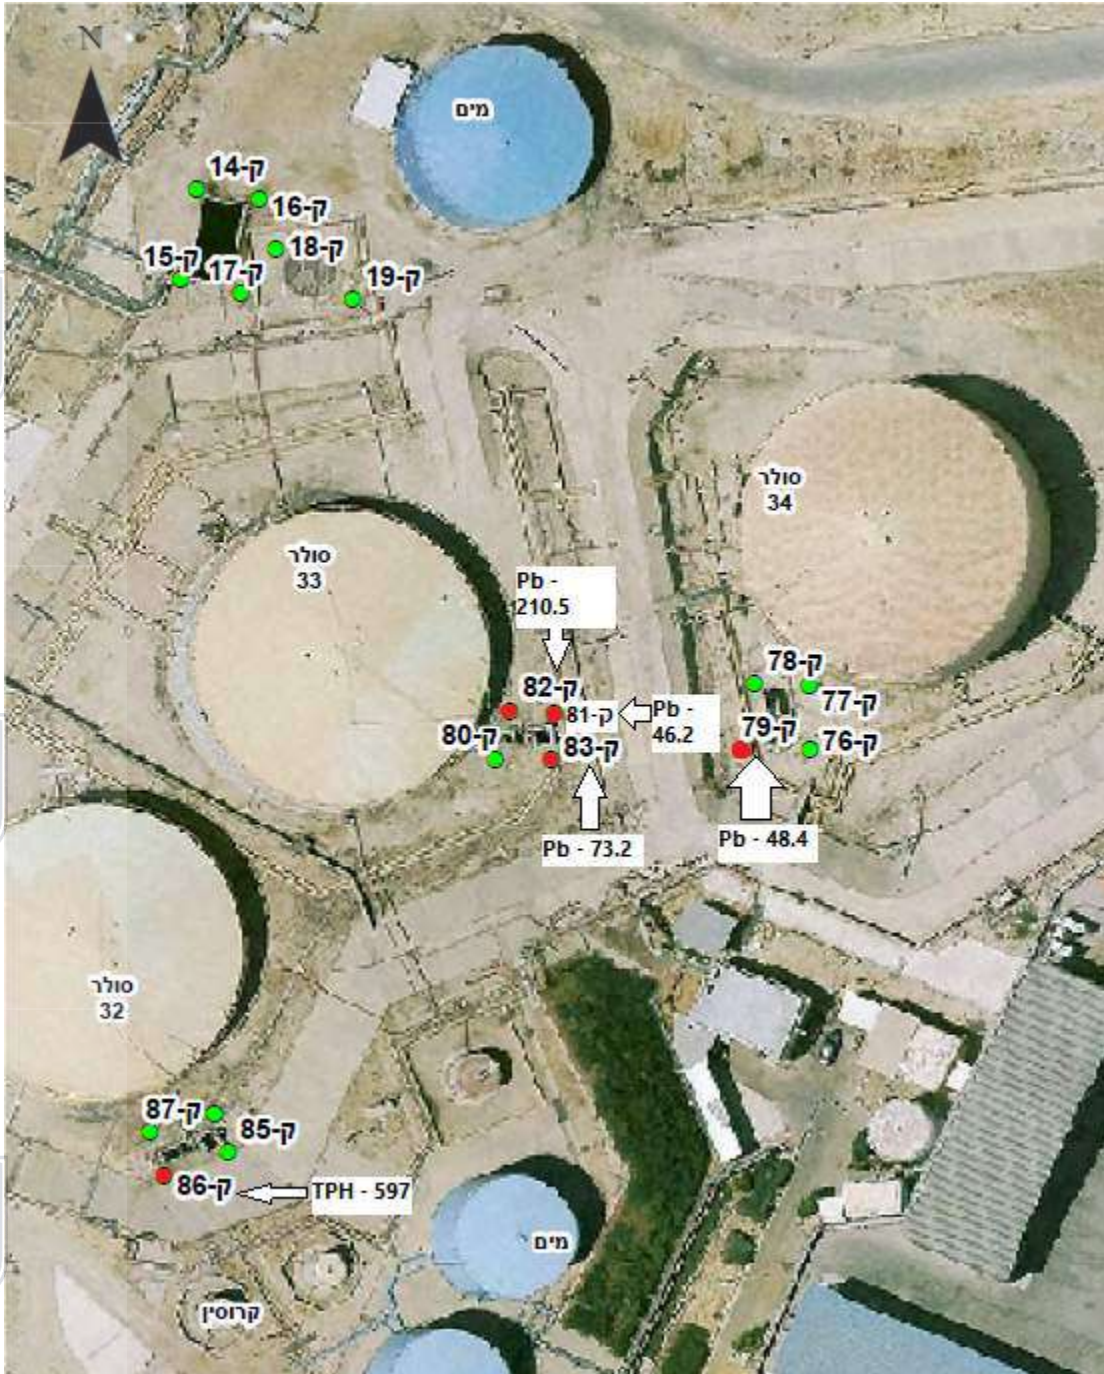 N
מים
ק-14
ק-16
ק-18
ק-15
ק-17
ק-19
סולר
34
סולר
33
Pb -
210.5
ק-78
ק-82
ק-77
ק-81
Pb -
46.2
ק-79
ק-80
ק-83
ק-76
Pb - 73.2
Pb - 48.4
סולר
32
ק-87
ק-85
ק-86
TPH - 597
מים
קרוסין